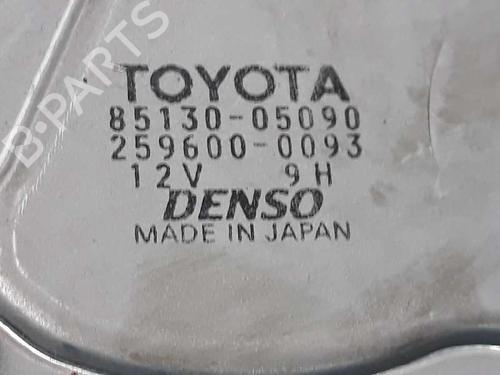 B-PARTS
TOYOTA
85130-05090
259600-0093
12V 9H
DENSO
MADE IN JAPAN